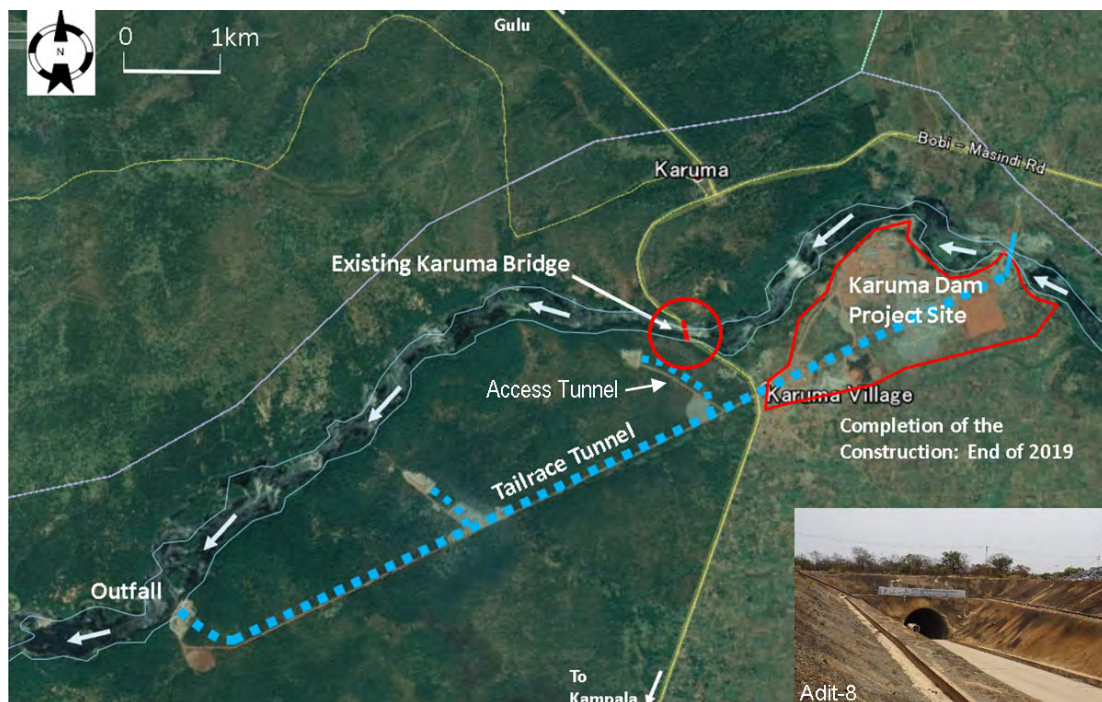 Gulu
0 1km
N
Bobi – Masindi Rd
Karuma
Existing Karuma Bridge
Karuma Dam
Project Site
Access Tunnel
Karuma Village
Completion of the
Construction: End of 2019
Tailrace Tunnel
Outfall
To
Kampala
Adit-8